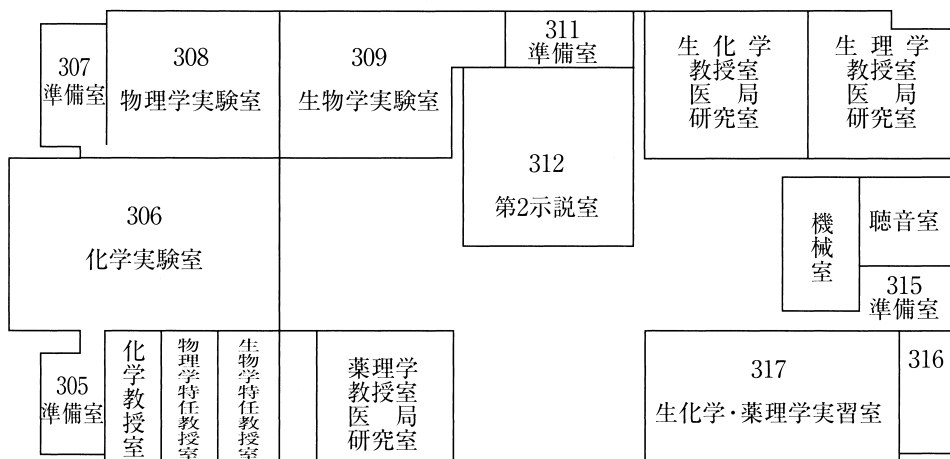 307
準備室
308
物理学実験室
309
生物学実験室
311
準備室
生化学
教授室
医局
研究室
生理学
教授室
医局
研究室
306
化学実験室
312
第2示説室
機械室
聴音室
315
準備室
305
準備室
化学教授室
物理学特任教授室
生物学特任教授室
薬理学
教授室
医局
研究室
317
生化学・薬理学実習室
316